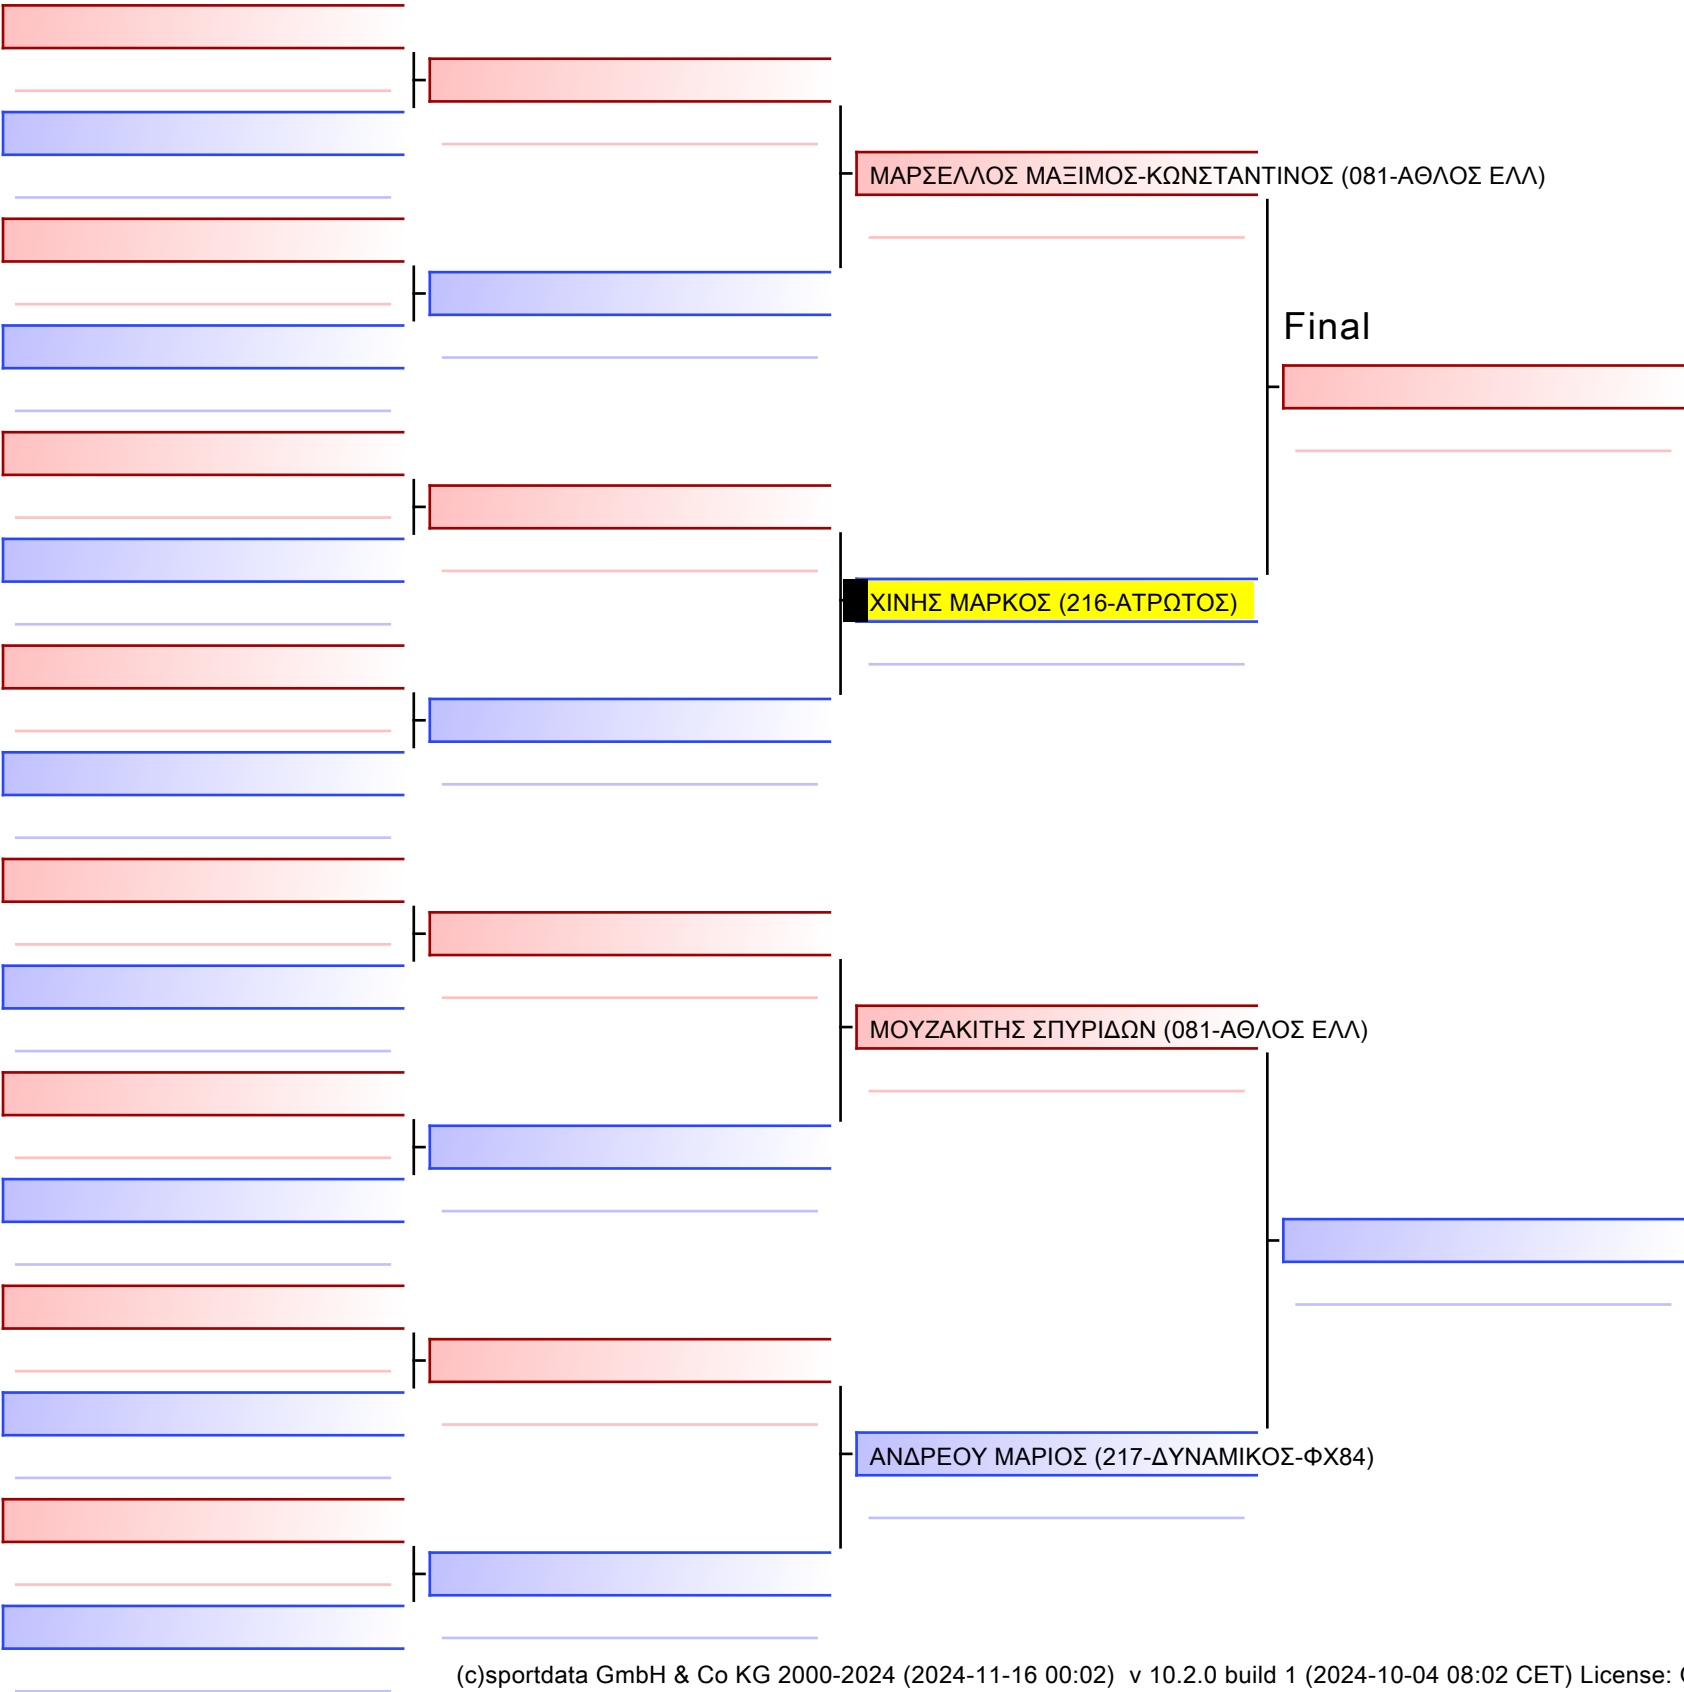 ΜΑΡΣΕΛΛΟΣ ΜΑΞΙΜΟΣ-ΚΩΝΣΤΑΝΤΙΝΟΣ (081-ΑΘΛΟΣ ΕΛΛ)
Final
ΧΙΝΗΣ ΜΑΡΚΟΣ (216-ΑΤΡΩΤΟΣ)
ΜΟΥΖΑΚΙΤΗΣ ΣΠΥΡΙΔΩΝ (081-ΑΘΛΟΣ ΕΛΛ)
ΑΝΔΡΕΟΥ ΜΑΡΙΟΣ (217-ΔΥΝΑΜΙΚΟΣ-ΦΧ84)
(c)sportdata GmbH & Co KG 2000-2024 (2024-11-16 00:02) v 10.2.0 build 1 (2024-10-04 08:02 CET) License: